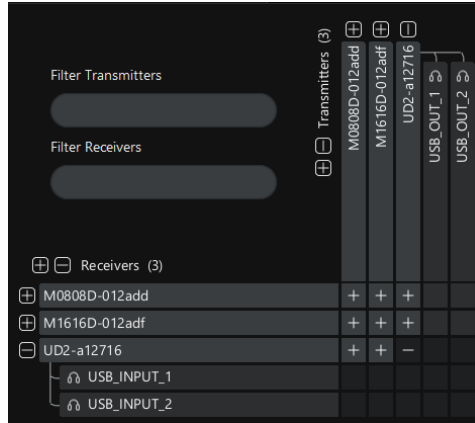 Filter Transmitters
Filter Receivers
Transmitters (3)
M0808D-012add
M1616D-012adf
UD2-a12716
USB_OUT_1
USB_OUT_2
Receivers (3)
M0808D-012add
M1616D-012adf
UD2-a12716
USB_INPUT_1
USB_INPUT_2